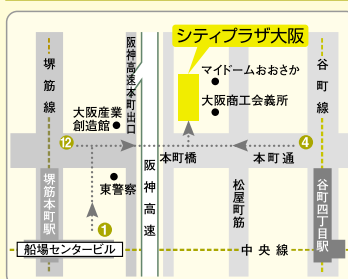 シティプラザ大阪
堺筋線
阪神高速本町出口
谷町線
マイドームおおさか
大阪商工会議所
大阪産業
創造館
12
4
本町橋
本町通
堺筋本町駅
東警察
阪神高速
松屋町筋
谷町四丁目駅
1
船場センタービル
中央線